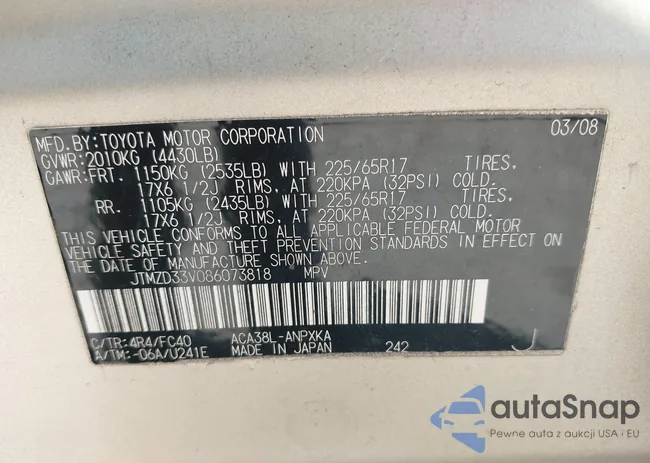 MFD.BY:TOYOTA MOTOR CORPORATION 03/08
GVWR:2010KG (4430LB)
GAWR:FRT. 1150KG (2535LB) WITH 225/65R17 TIRES,
17X6 1/2J RIMS, AT 220KPA (32PSI) COLD.
RR. 1105KG (2435LB) WITH 225/65R17 TIRES,
17X6 1/2J RIMS, AT 220KPA (32PSI) COLD.
THIS VEHICLE CONFORMS TO ALL APPLICABLE FEDERAL MOTOR
VEHICLE SAFETY AND THEFT PREVENTION STANDARDS IN EFFECT ON
THE DATE OF MANUFACTURE SHOWN ABOVE.
JTMZD33V086073818 MPV
C/TR:4R4/FC40 ACA38L-ANPXKA
A/TM:-06A/U241E MADE IN JAPAN 242 J
autaSnap
Pewne auta z aukcji USA i EU